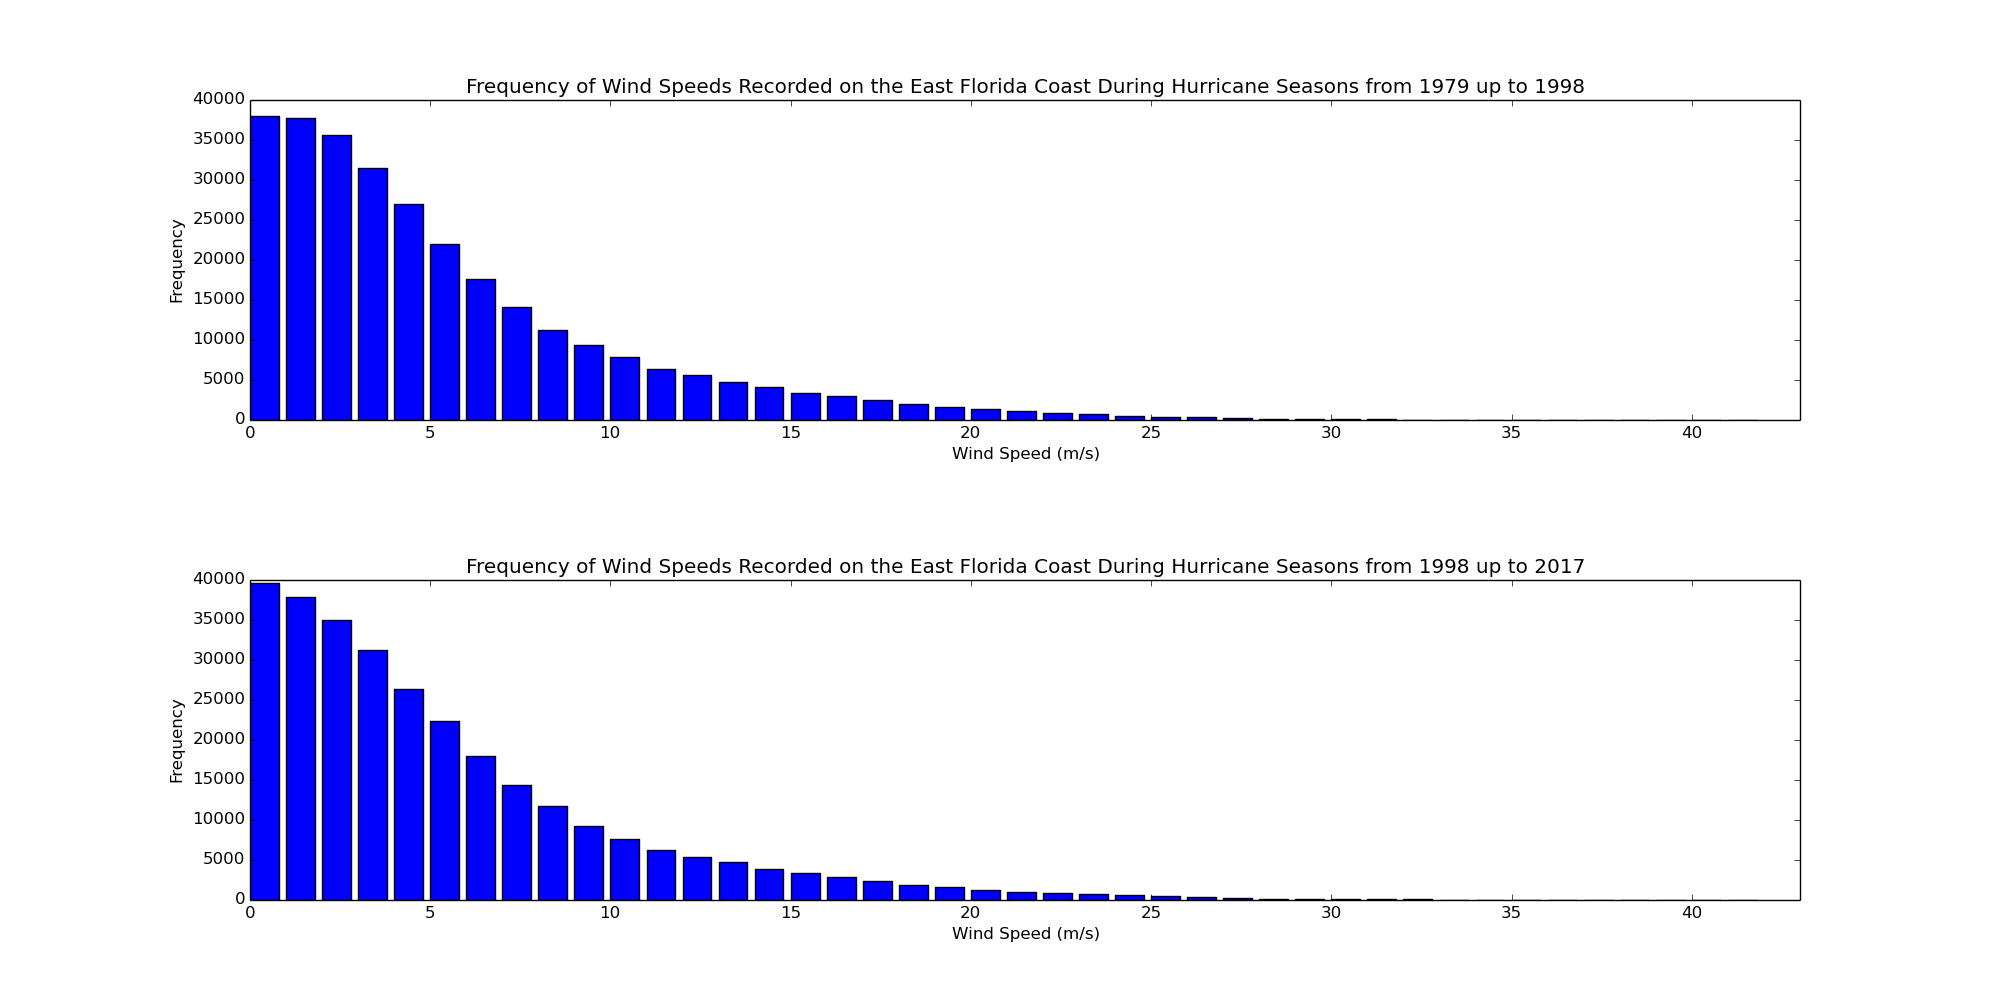 Frequency of Wind Speeds Recorded on the East Florida Coast During Hurricane Seasons from 1979 up to 1998
40000
35000
30000
25000
20000
15000
10000
5000
0
Frequency
0 5 10 15 20 25 30 35 40
Wind Speed (m/s)
Frequency of Wind Speeds Recorded on the East Florida Coast During Hurricane Seasons from 1998 up to 2017
40000
35000
30000
25000
20000
15000
10000
5000
0
Frequency
0 5 10 15 20 25 30 35 40
Wind Speed (m/s)